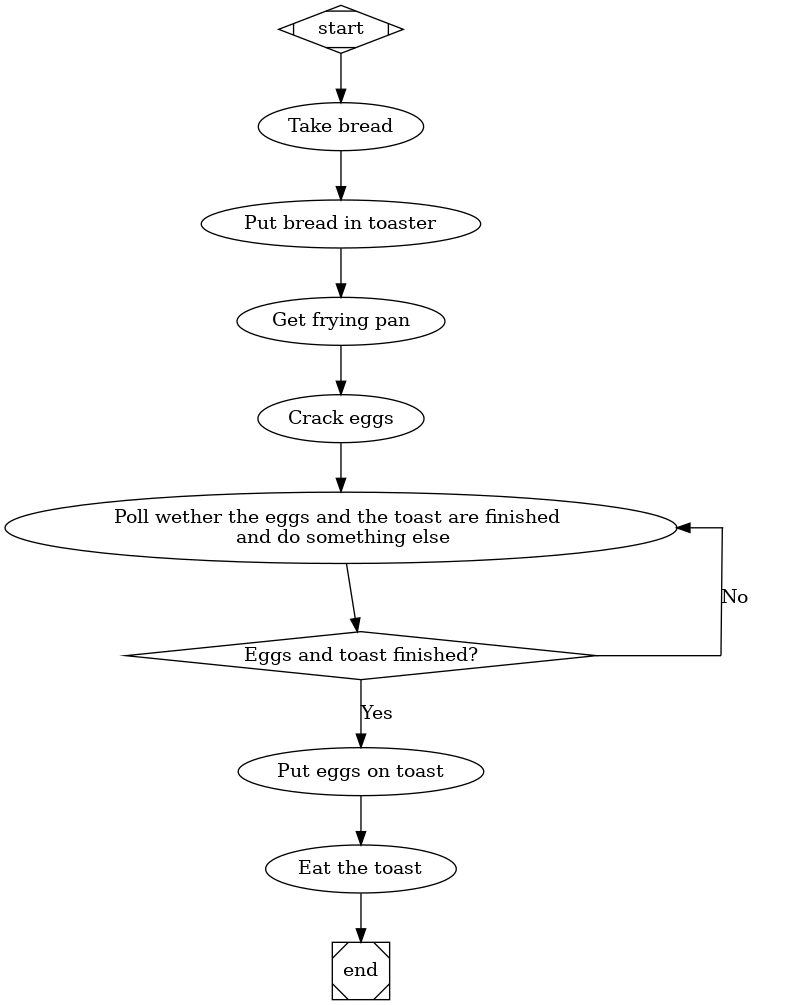 start
Take bread
Put bread in toaster
Get frying pan
Crack eggs
Poll wether the eggs and the toast are finished
and do something else
No
Eggs and toast finished?
Yes
Put eggs on toast
Eat the toast
end